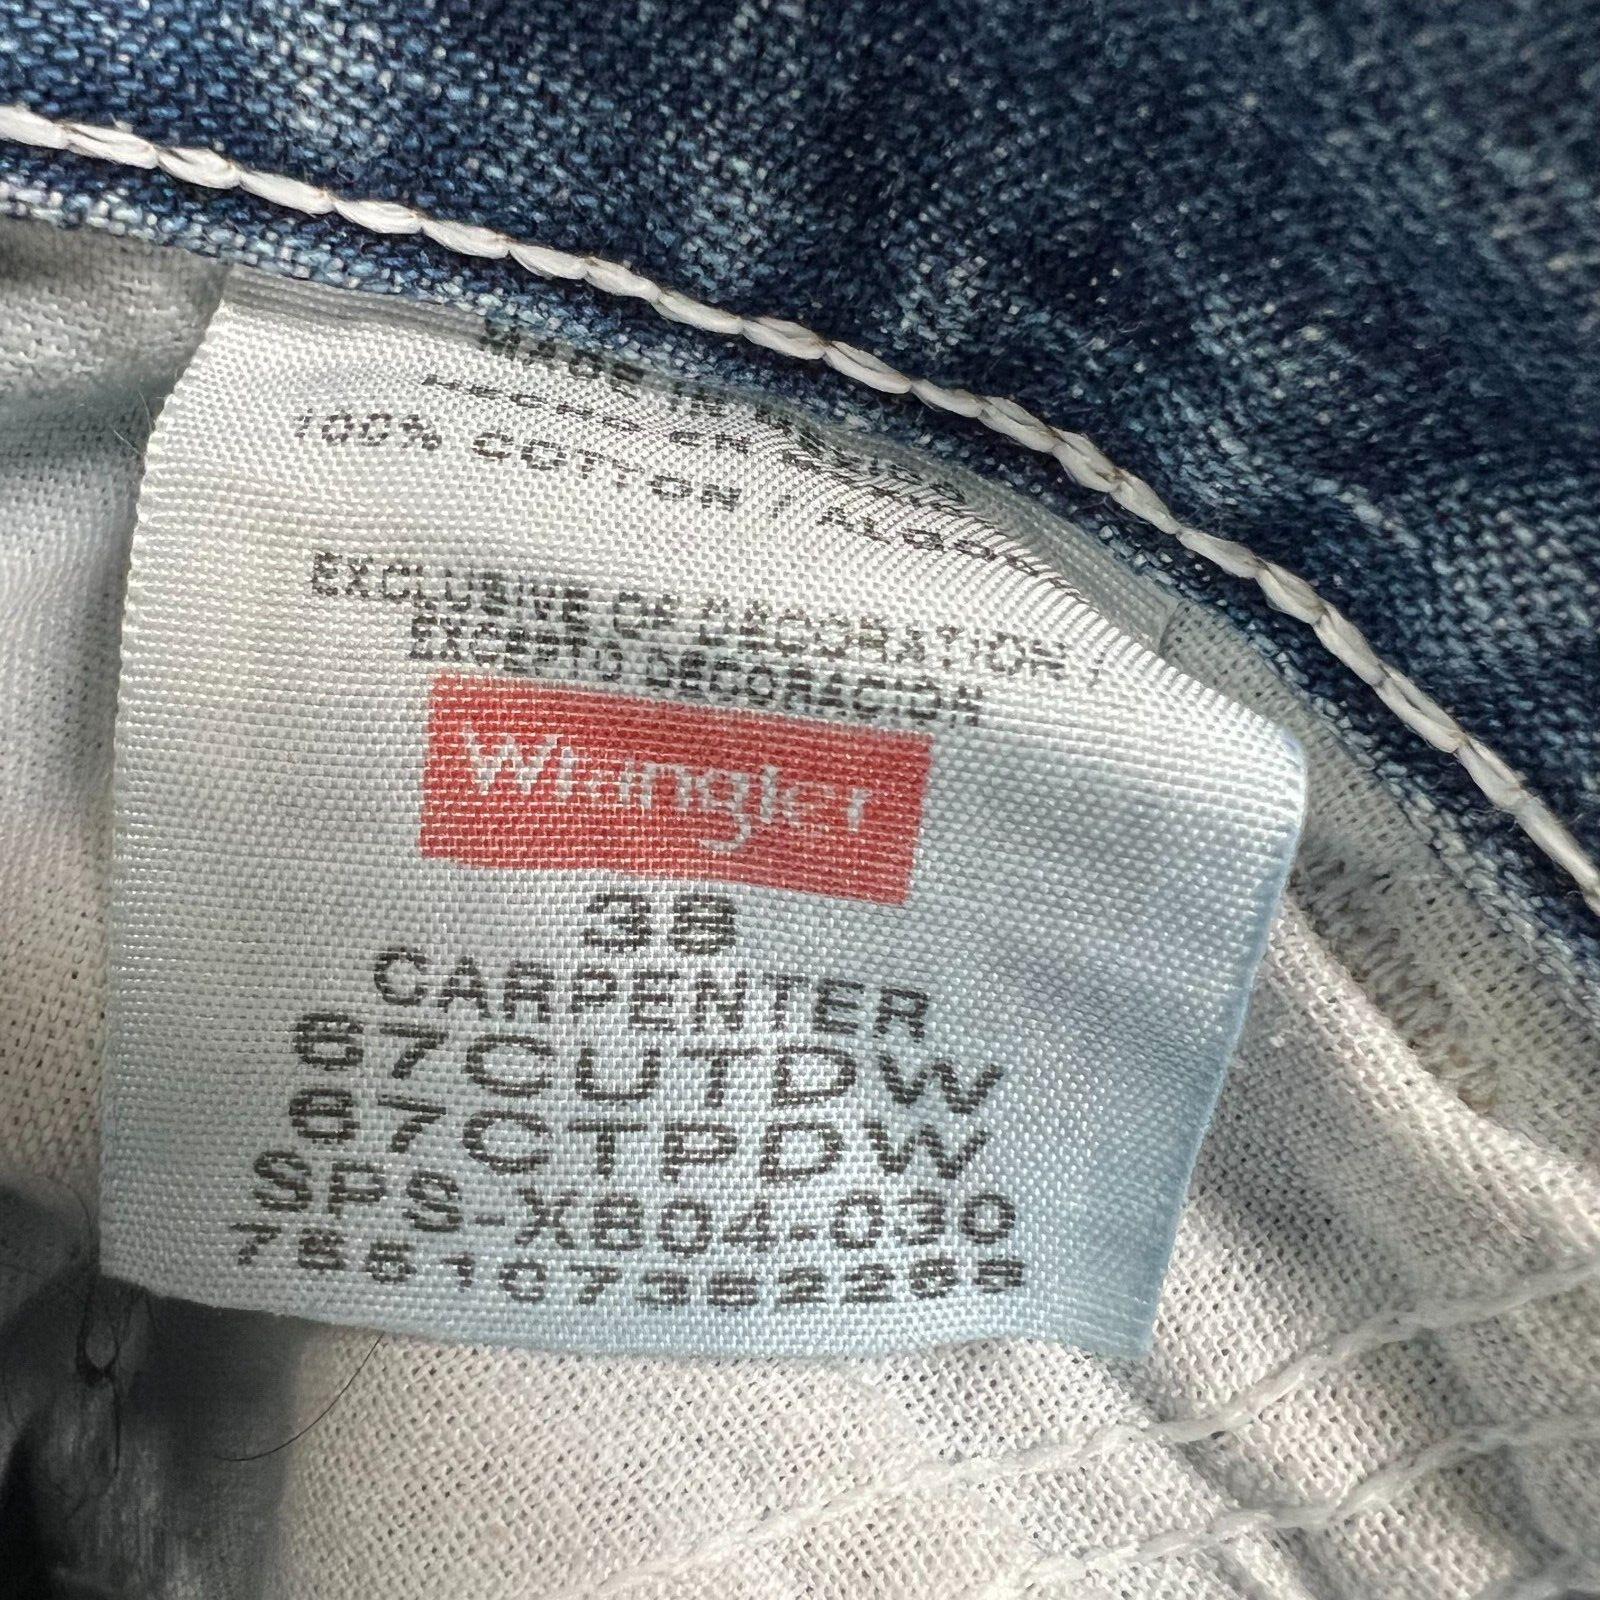 MADE IN MEXICO
HECHO EN MEXICO
100% COTTON / ALGODON
EXCLUSIVE OF DECORATION /
EXCEPTO DECORACION
Wrangler
38
CARPENTER
67CUTDW
67CTPDW
SPS-X804-030